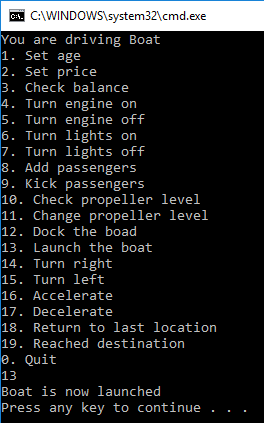 C:\WINDOWS\system32\cmd.exe
You are driving Boat
1. Set age
2. Set price
3. Check balance
4. Turn engine on
5. Turn engine off
6. Turn lights on
7. Turn lights off
8. Add passengers
9. Kick passengers
10. Check propeller level
11. Change propeller level
12. Dock the boad
13. Launch the boat
14. Turn right
15. Turn left
16. Accelerate
17. Decelerate
18. Return to last location
19. Reached destination
0. Quit
13
Boat is now launched
Press any key to continue . . .